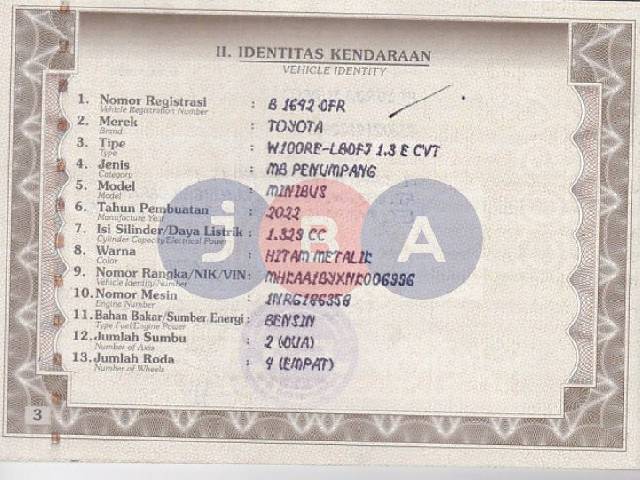 II. IDENTITAS KENDARAAN
VEHICLE IDENTITY
1. Nomor Registrasi : B 1692 OFR
Vehicle Registration Number
2. Merek : TOYOTA
Brand
3. Tipe : W100RE-LBOFJ 1.3 E CVT
Type
4. Jenis : MB PENUMPANG
Category
5. Model : MINIBUS
Model
6. Tahun Pembuatan : 2022
Manufacture Year
7. Isi Silinder/Daya Listrik : 1.329 CC
Cylinder Capacity/Electrical Power
8. Warna : HITAM METALIK
Color
9. Nomor Rangka/NIK/VIN :
Vehicle Identity Number
10. Nomor Mesin :
Engine Number
11. Bahan Bakar/Sumber Energi : BENSIN
Type Fuel/Engine Power
12. Jumlah Sumbu : 2 (DUA)
Number of Axis
13. Jumlah Roda : 4 (EMPAT)
Number of Wheels
JBA
3